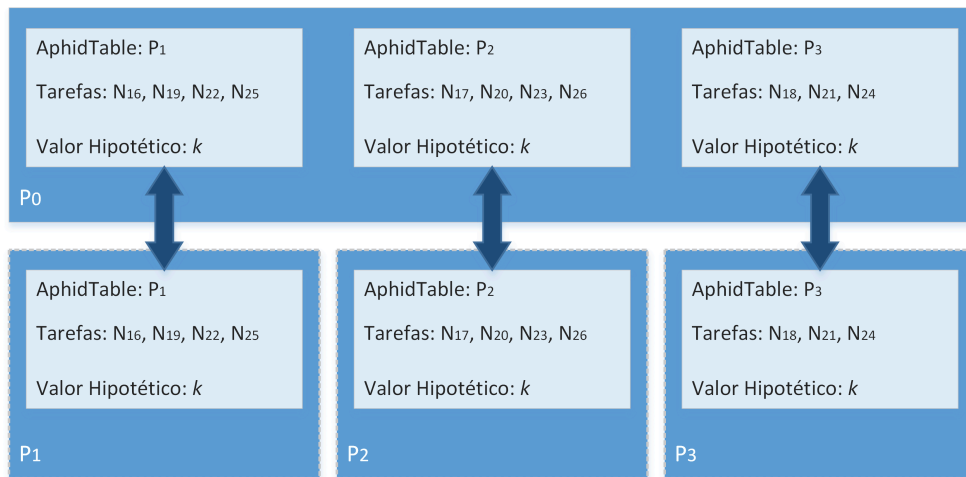 AphidTable: P1
Tarefas: N16, N19, N22, N25
Valor Hipotético: k
AphidTable: P2
Tarefas: N17, N20, N23, N26
Valor Hipotético: k
AphidTable: P3
Tarefas: N18, N21, N24
Valor Hipotético: k
P0
AphidTable: P1
Tarefas: N16, N19, N22, N25
Valor Hipotético: k
P1
AphidTable: P2
Tarefas: N17, N20, N23, N26
Valor Hipotético: k
P2
AphidTable: P3
Tarefas: N18, N21, N24
Valor Hipotético: k
P3